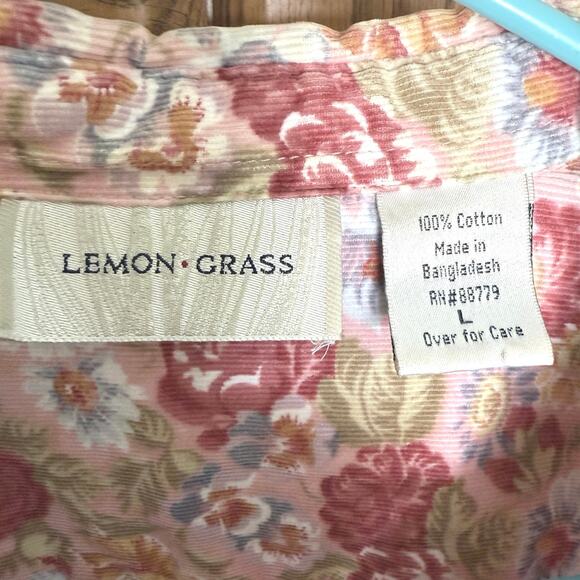 LEMON • GRASS
100% Cotton
Made in
Bangladesh
RN#88779
L
Over for Care